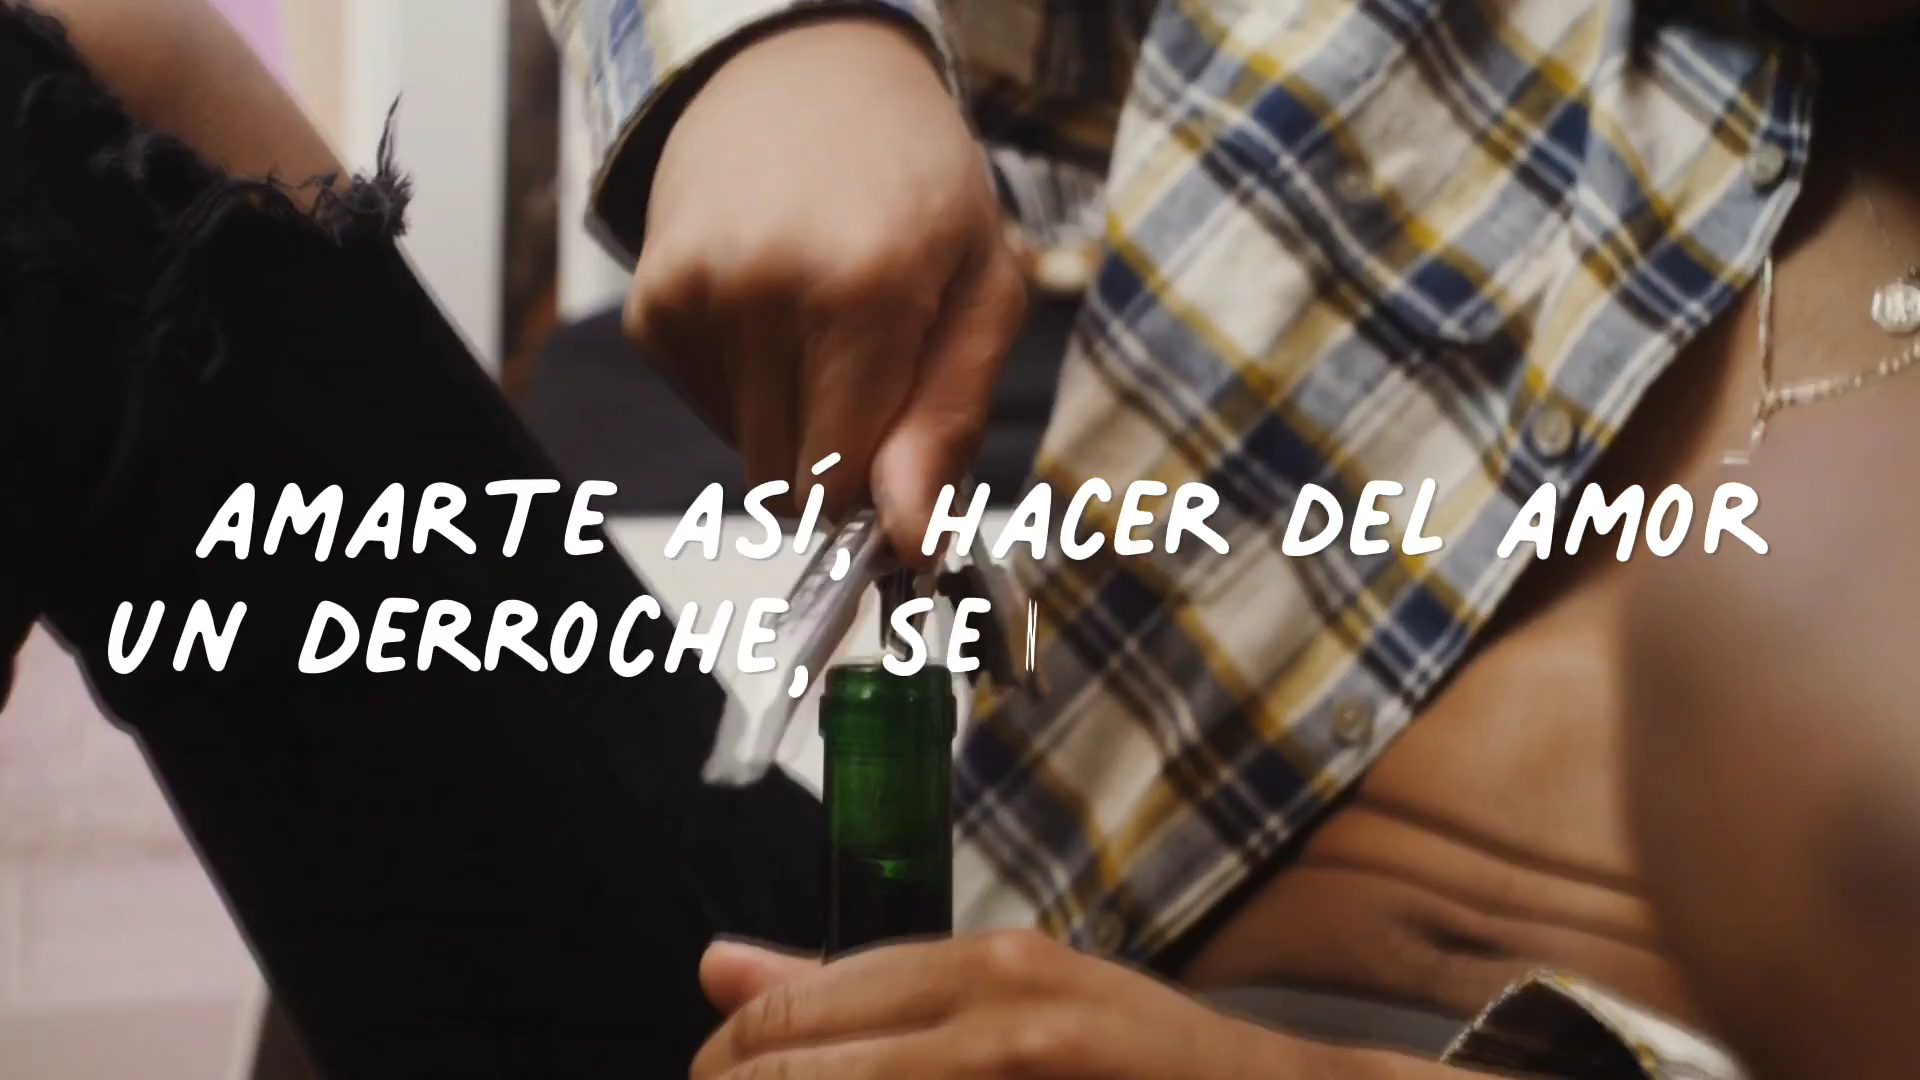 AMARTE ASÍ, HACER DEL AMOR
UN DERROCHE, SE